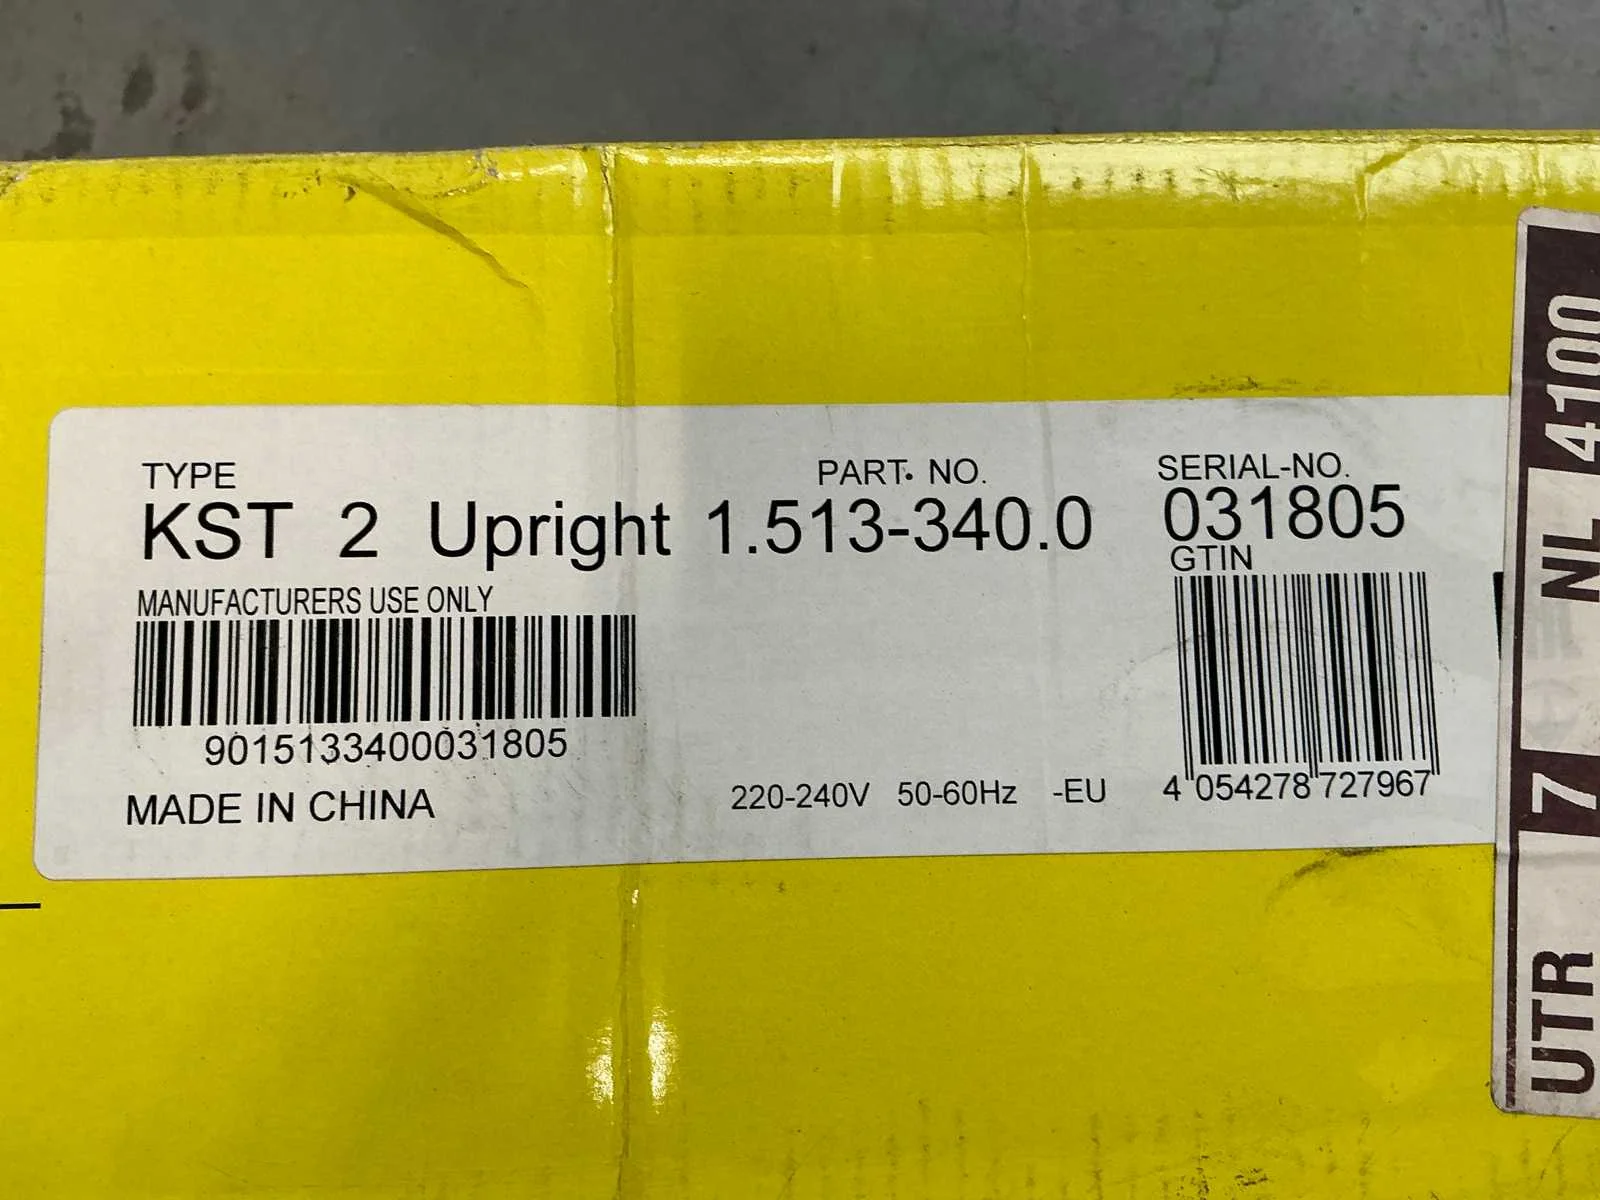 TYPE
KST 2 Upright
PART. NO.
1.513-340.0
SERIAL-NO.
031805
GTIN
MANUFACTURERS USE ONLY
9015133400031805
MADE IN CHINA
220-240V 50-60Hz -EU
4 054278 727967
UTR 7 NL 4100